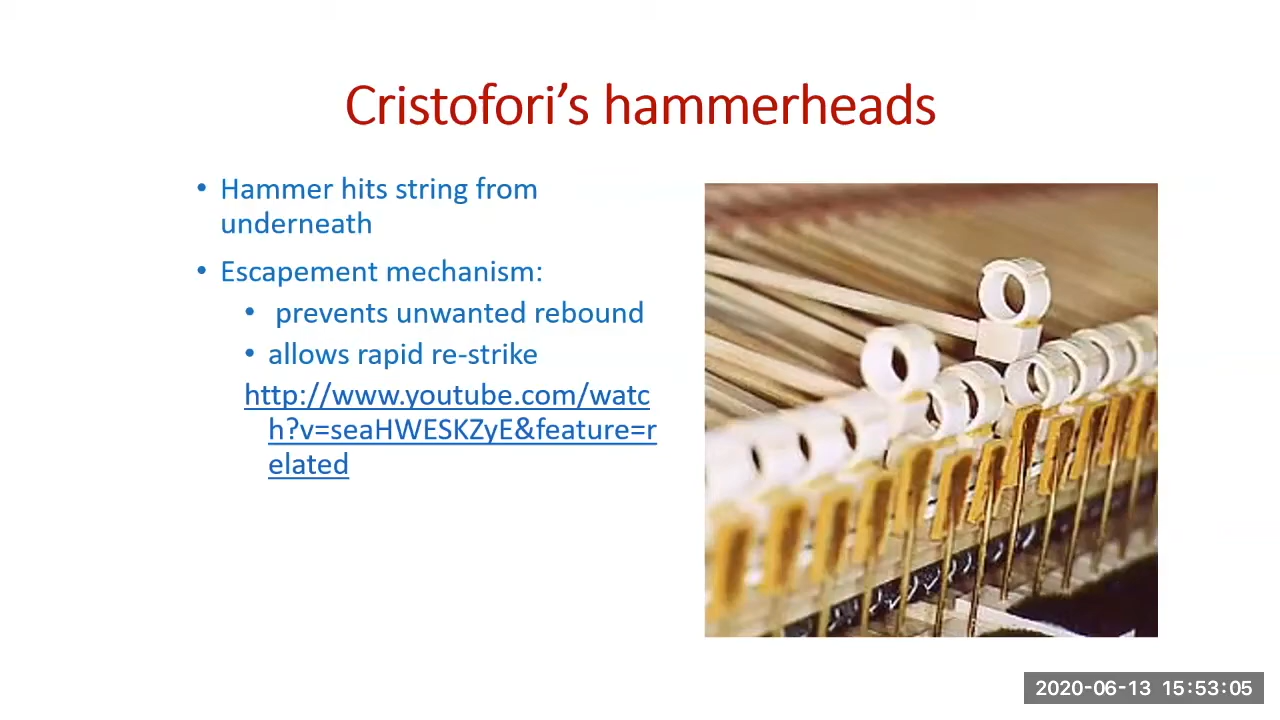 Cristofori's hammerheads
• Hammer hits string from
underneath
• Escapement mechanism:
• prevents unwanted rebound
• allows rapid re-strike
http://www.youtube.com/watc
h?v=seaHWESKZyE&feature=r
elated
2020-06-13 15:53:05